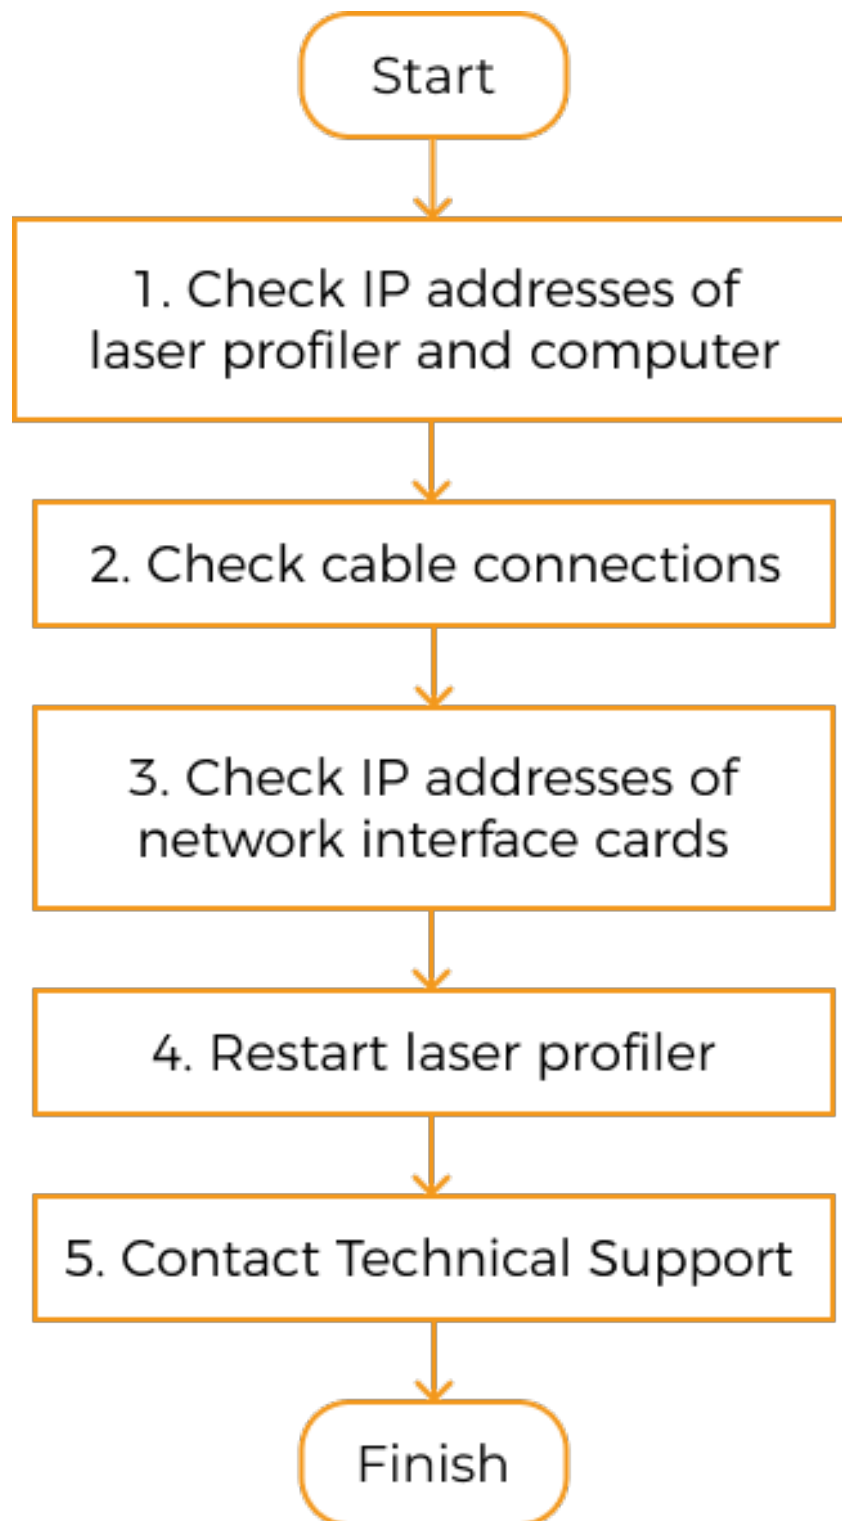 Start
1. Check IP addresses of
laser profiler and computer
2. Check cable connections
3. Check IP addresses of
network interface cards
4. Restart laser profiler
5. Contact Technical Support
Finish